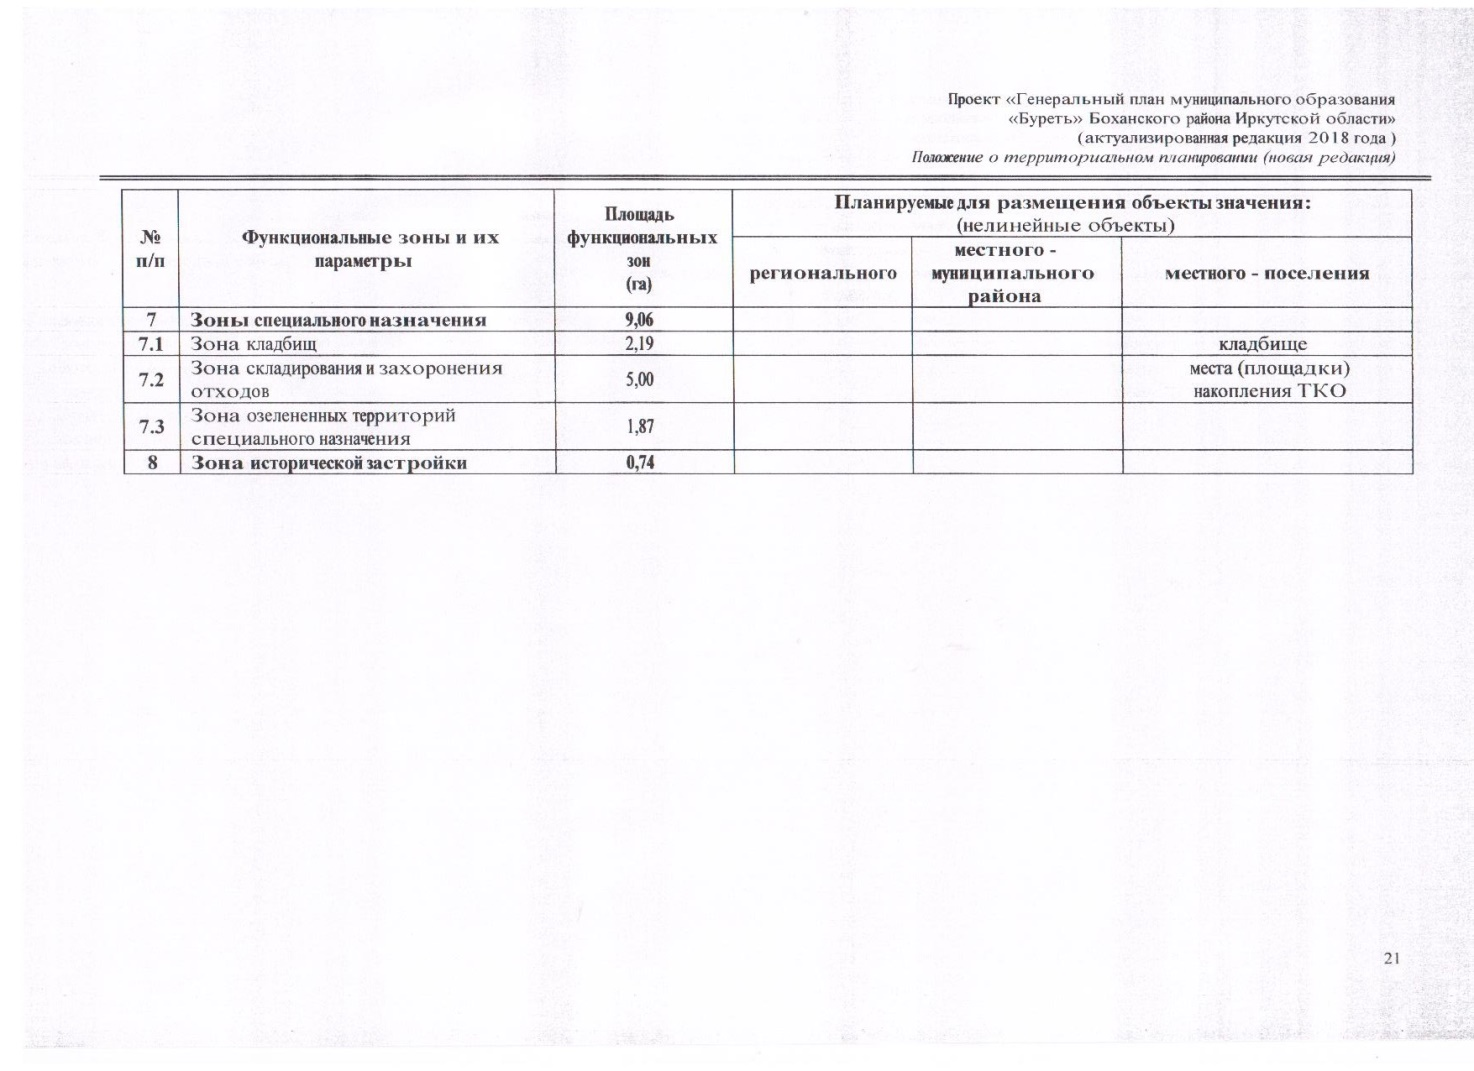 Проект «Генеральный план муниципального образования
«Буреть» Боханского района Иркутской области»
(актуализированная редакция 2018 года )
Положение о территориальном планировании (новая редакция)
№
п/п
Функциональные зоны и их
параметры
Площадь
функциональных
зон
(га)
Планируемые для размещения объекты значения:
(нелинейные объекты)
регионального
местного -
муниципального
района
местного - поселения
7 Зоны специального назначения 9,06
7.1 Зона кладбищ 2,19 кладбище
7.2 Зона складирования и захоронения
отходов 5,00 места (площадки)
накопления ТКО
7.3 Зона озелененных территорий
специального назначения 1,87
8 Зона исторической застройки 0,74
21